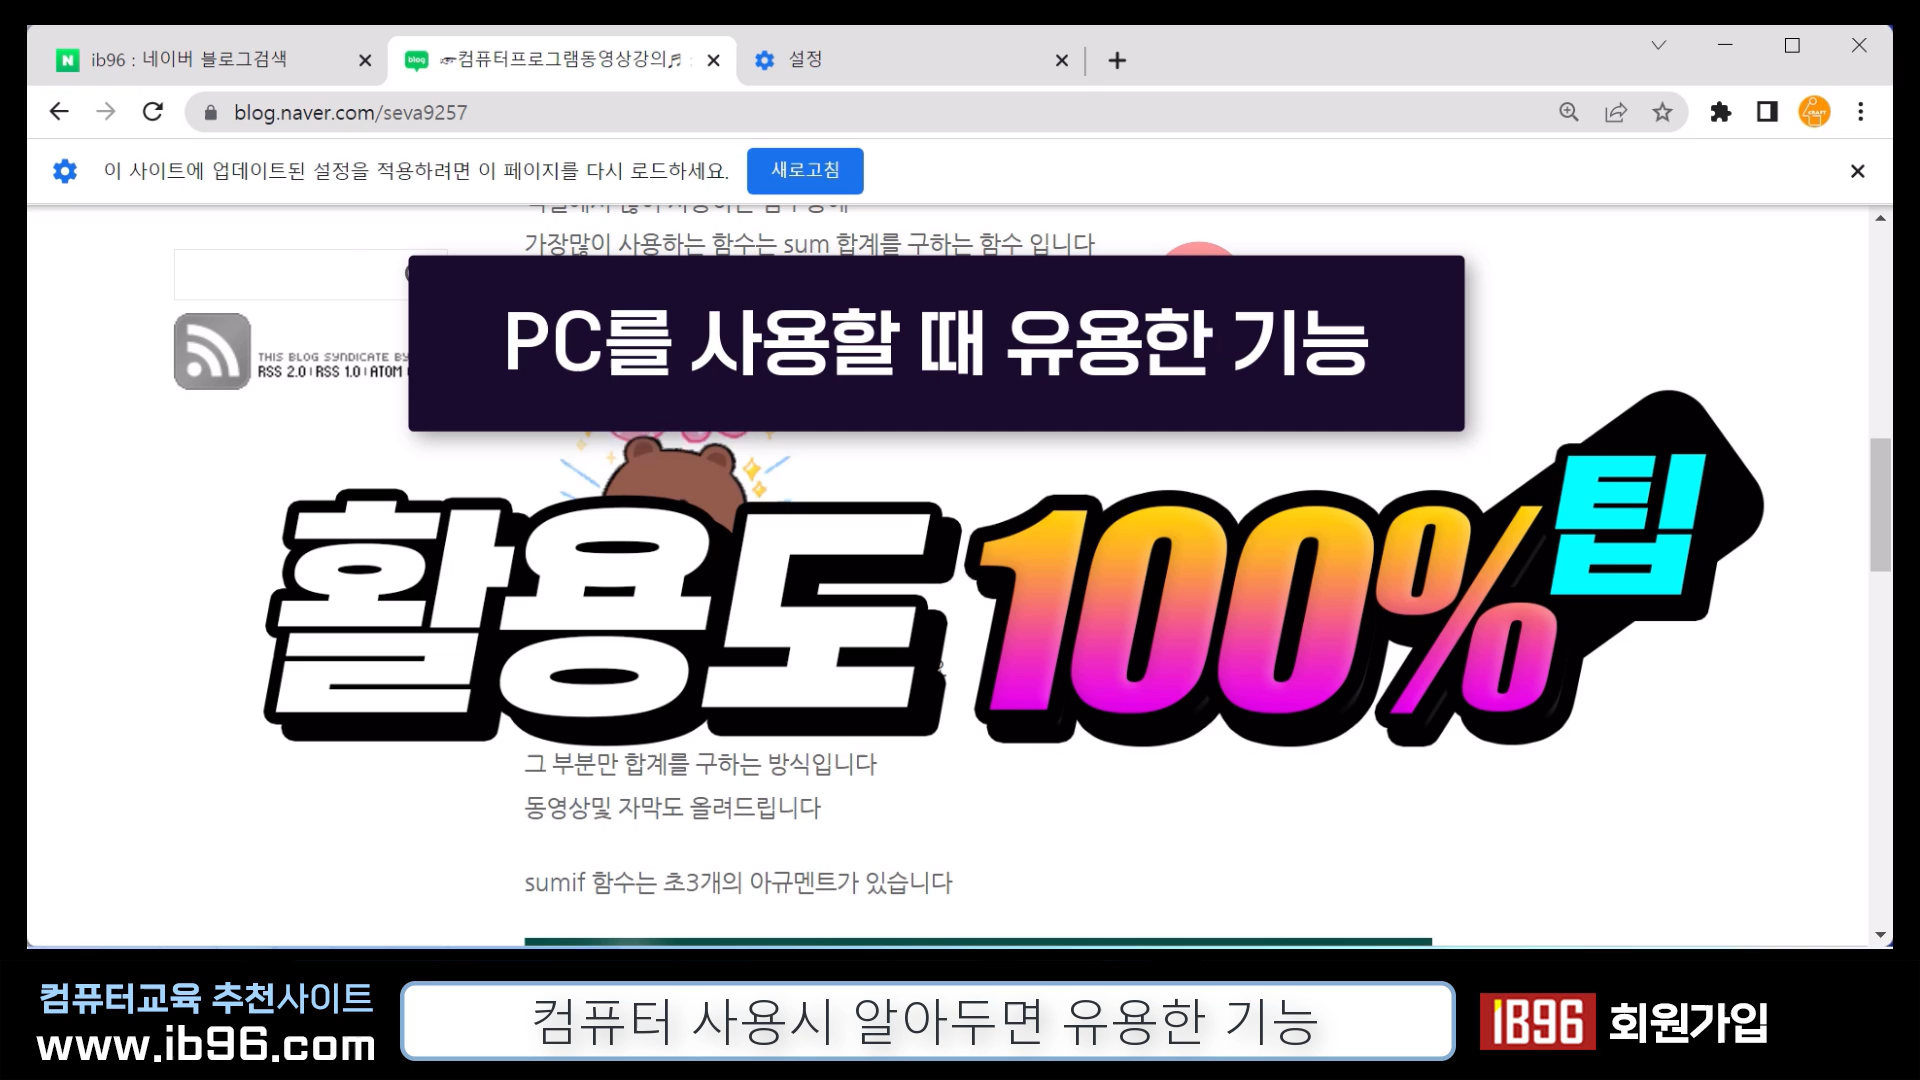 ib96 : 네이버 블로그검색
☞컴퓨터프로그램동영상강의♬ :
설정
blog.naver.com/seva9257
이 사이트에 업데이트된 설정을 적용하려면 이 페이지를 다시 로드하세요.
새로고침
가장많이 사용하는 함수는 sum 합계를 구하는 함수 입니다
PC를 사용할 때 유용한 기능
THIS BLOG SYNDICATE BY
RSS 2.0 | RSS 1.0 | ATOM
활용도 100% 팁
그 부분만 합계를 구하는 방식입니다
동영상및 자막도 올려드립니다
sumif 함수는 초3개의 아규멘트가 있습니다
컴퓨터교육 추천사이트
www.ib96.com
컴퓨터 사용시 알아두면 유용한 기능
IB96 회원가입